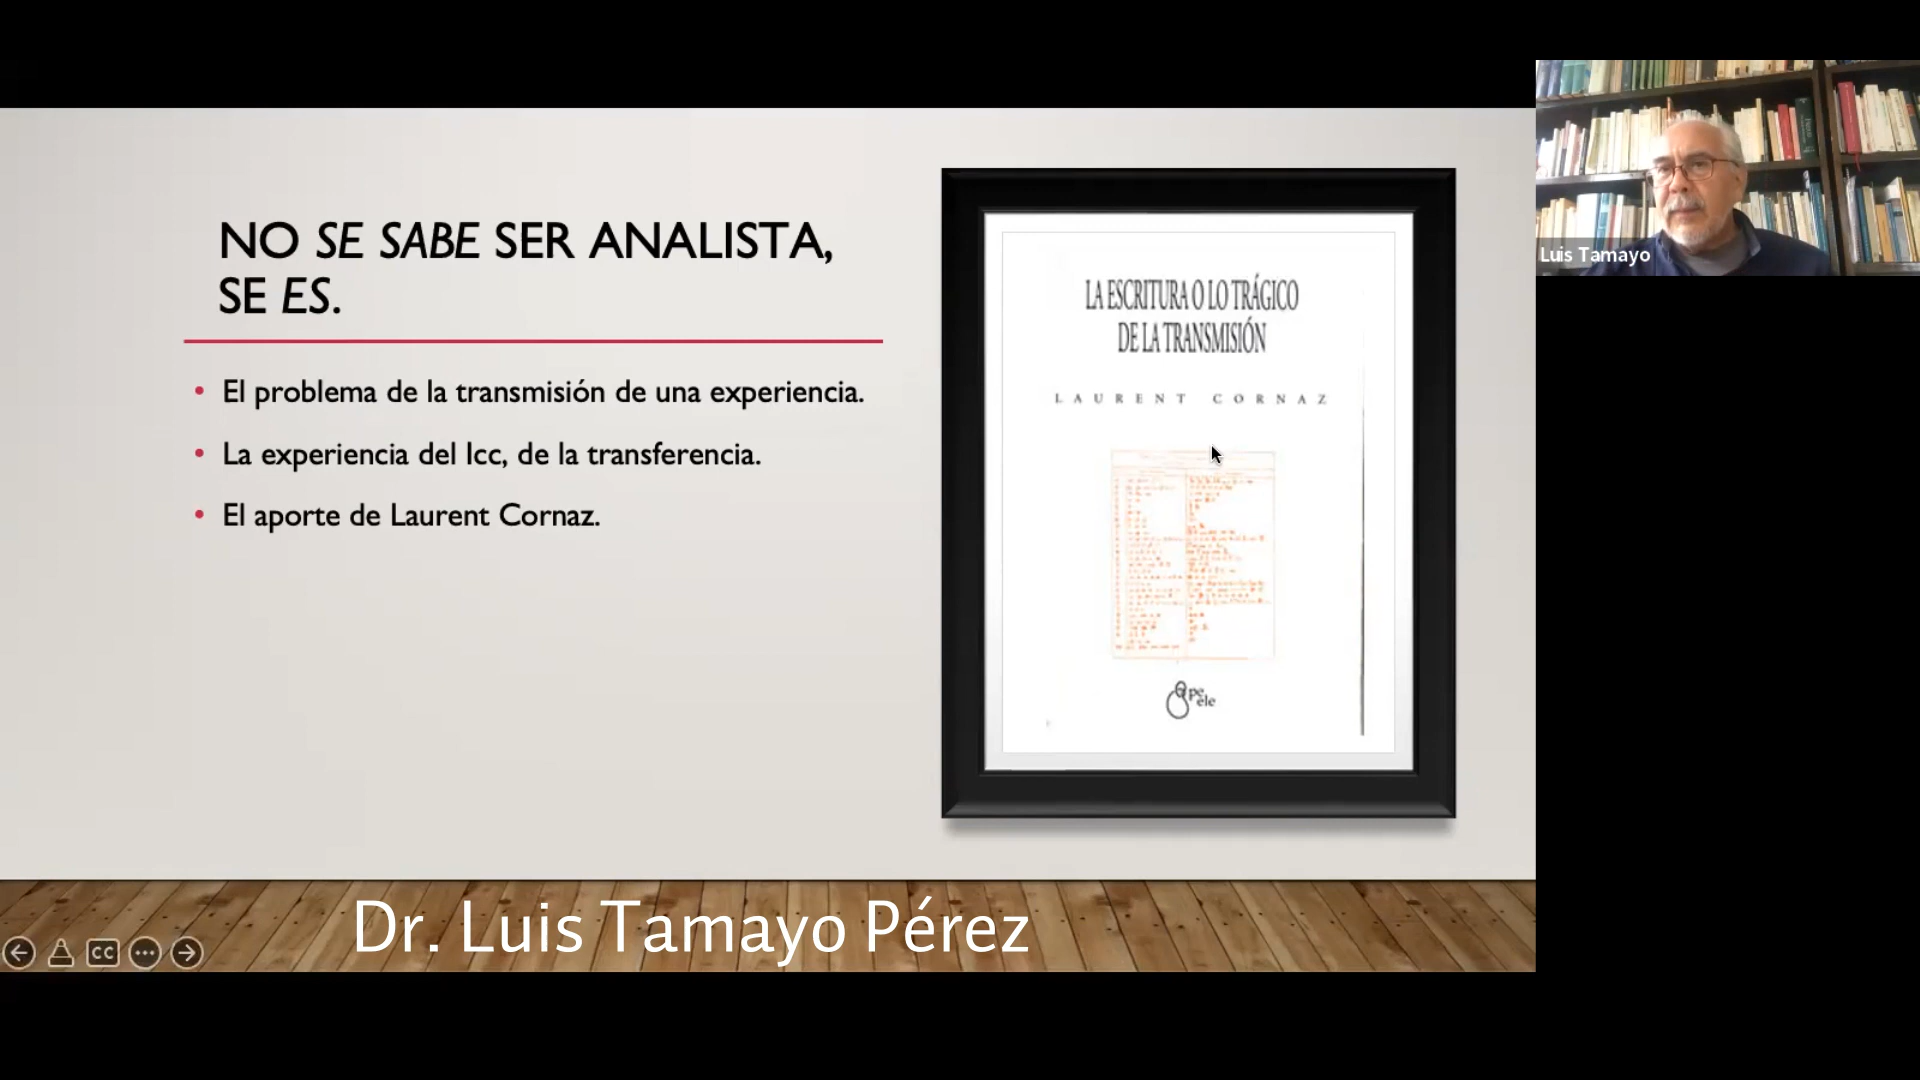 NO SE SABE SER ANALISTA,
SE ES.
• El problema de la transmisión de una experiencia.
• La experiencia del Icc, de la transferencia.
• El aporte de Laurent Cornaz.
LA ESCRITURA O LO TRÁGICO
DE LA TRANSMISIÓN
LAURENT CORNAZ
pe
ele
Luis Tamayo
Dr. Luis Tamayo Pérez
CC